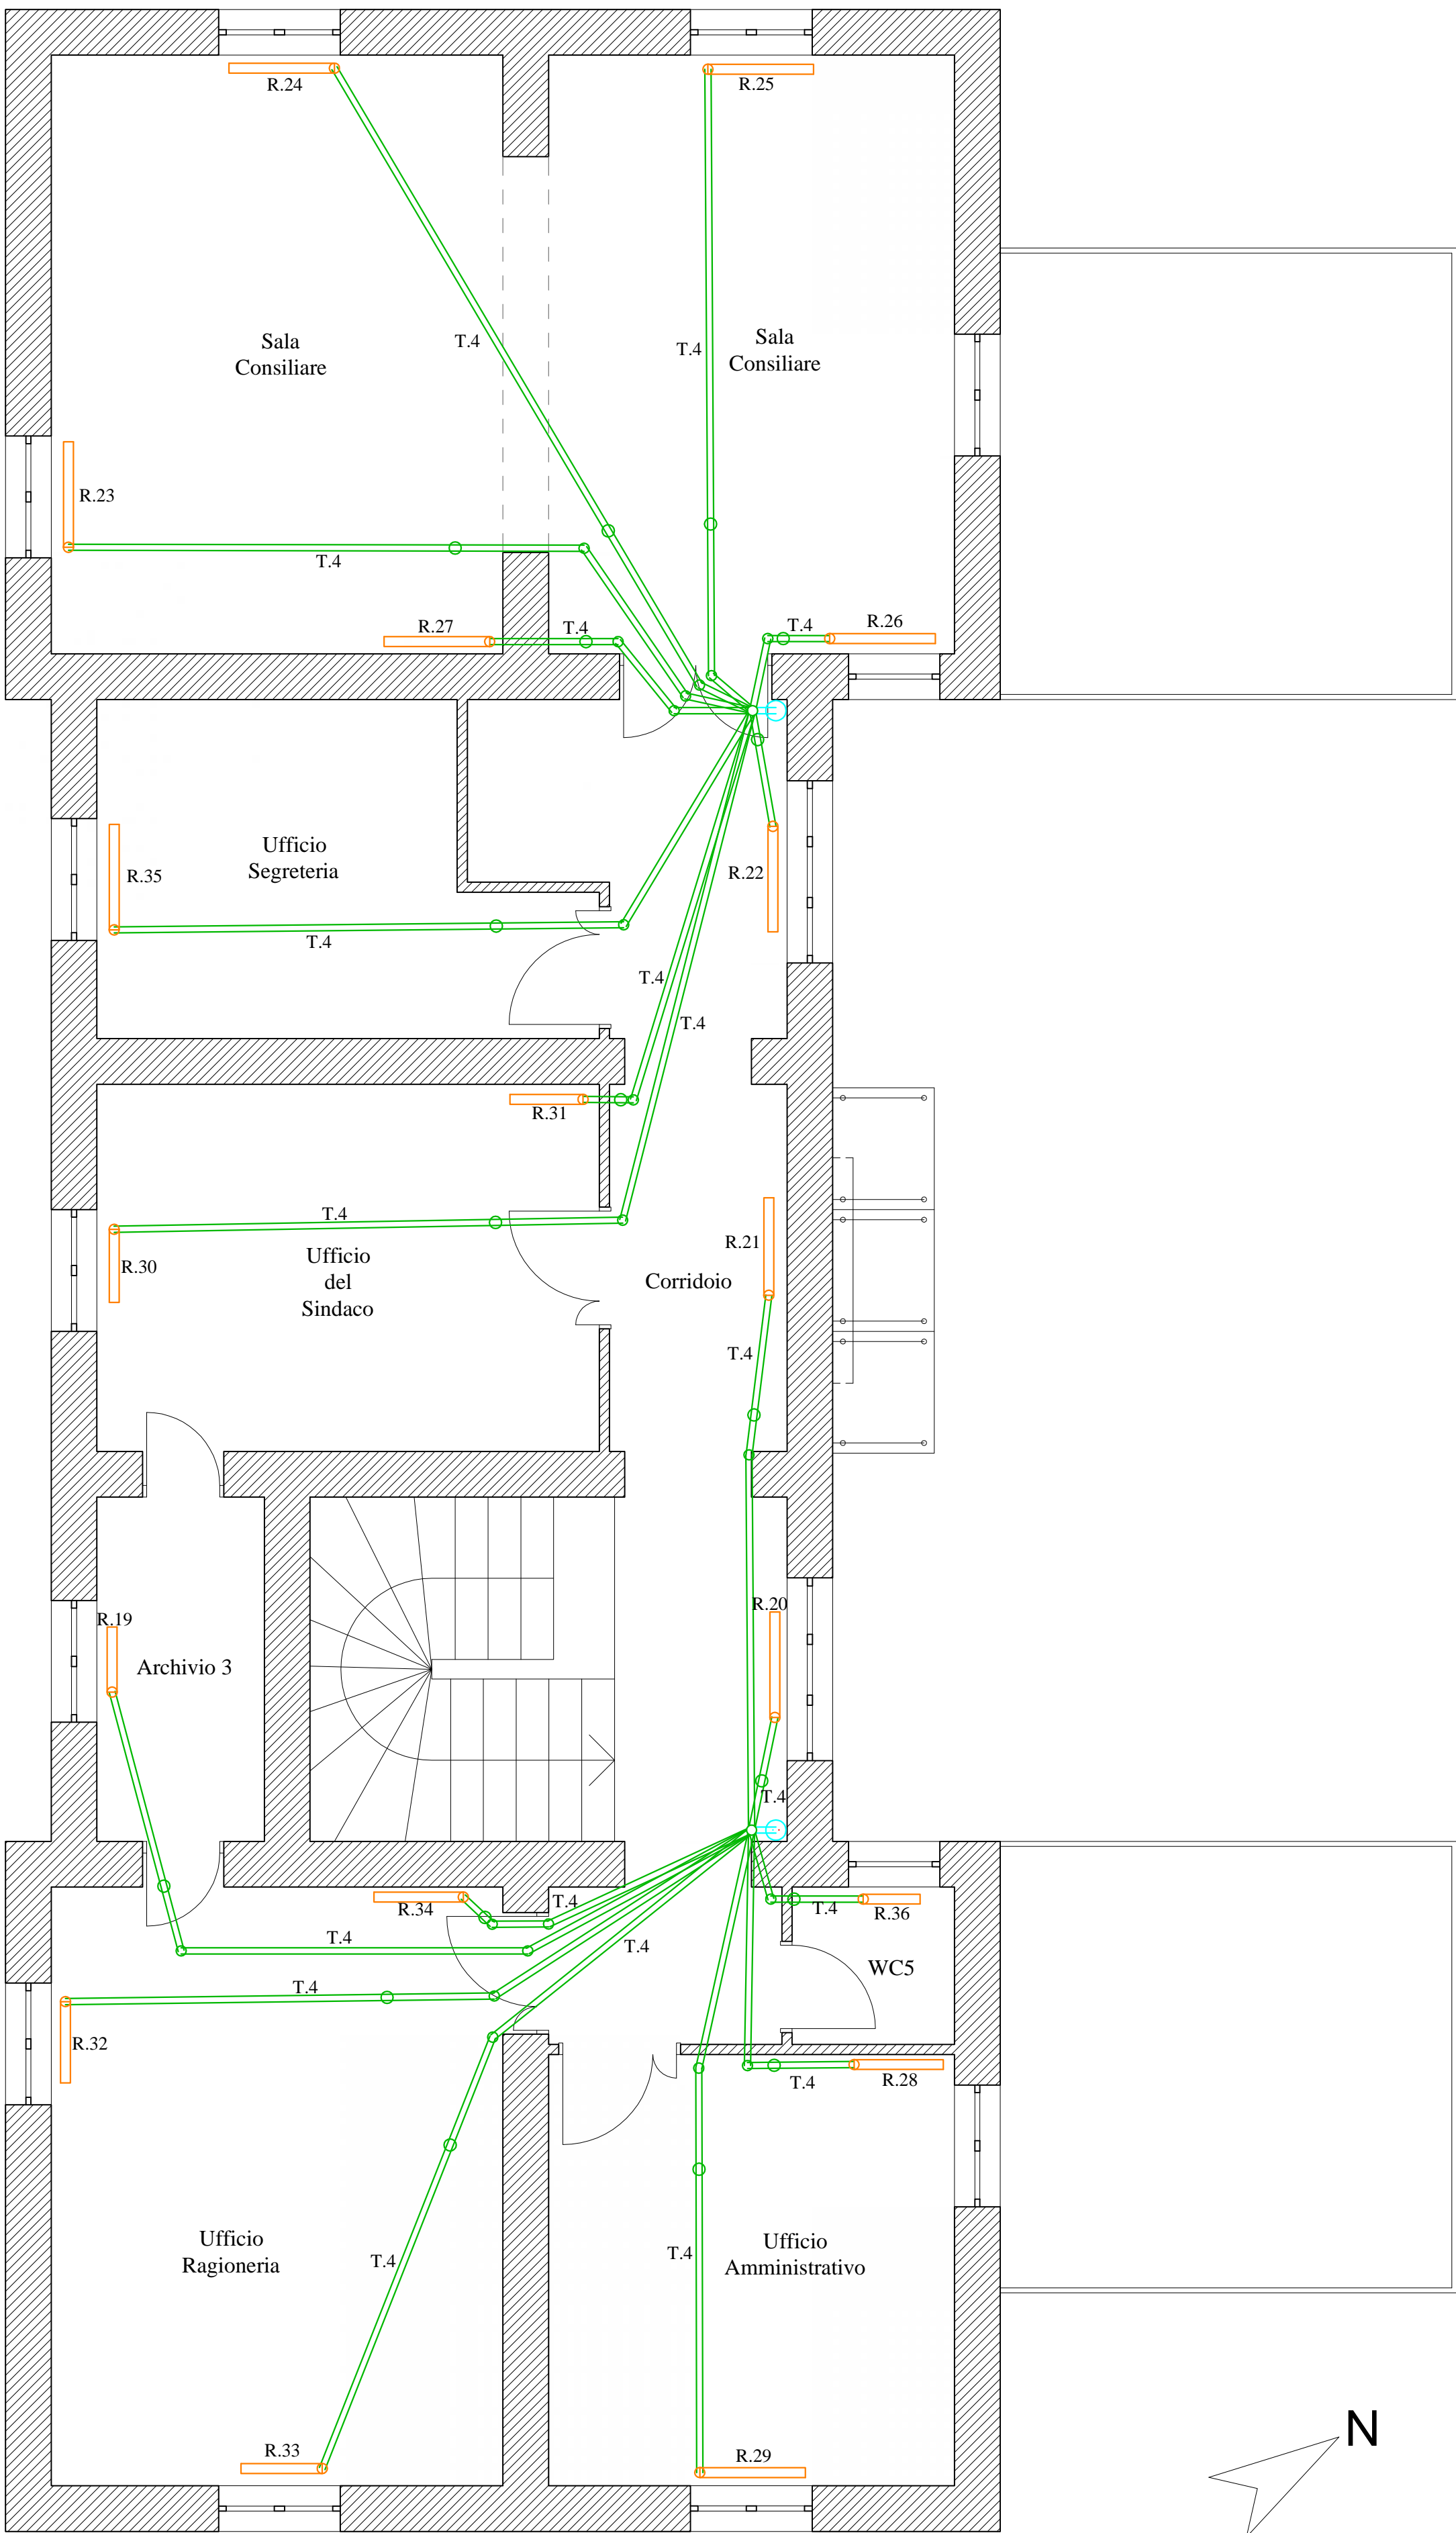 R.24
R.25
Sala
Consiliare
T.4
T.4
Sala
Consiliare
R.23
T.4
R.27
T.4
T.4
R.26
Ufficio
Segreteria
R.35
R.22
T.4
T.4
T.4
R.31
T.4
R.30
Ufficio
del
Sindaco
R.21
Corridoio
T.4
R.19
R.20
Archivio 3
T.4
R.34
T.4
T.4
R.36
T.4
T.4
WC5
T.4
R.32
T.4
R.28
Ufficio
Ragioneria
T.4
T.4
Ufficio
Amministrativo
R.33
R.29
N